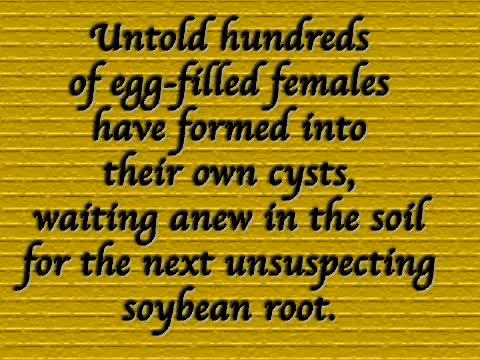 Untold hundreds
of egg-filled females
have formed into
their own cysts,
waiting anew in the soil
for the next unsuspecting
soybean root.